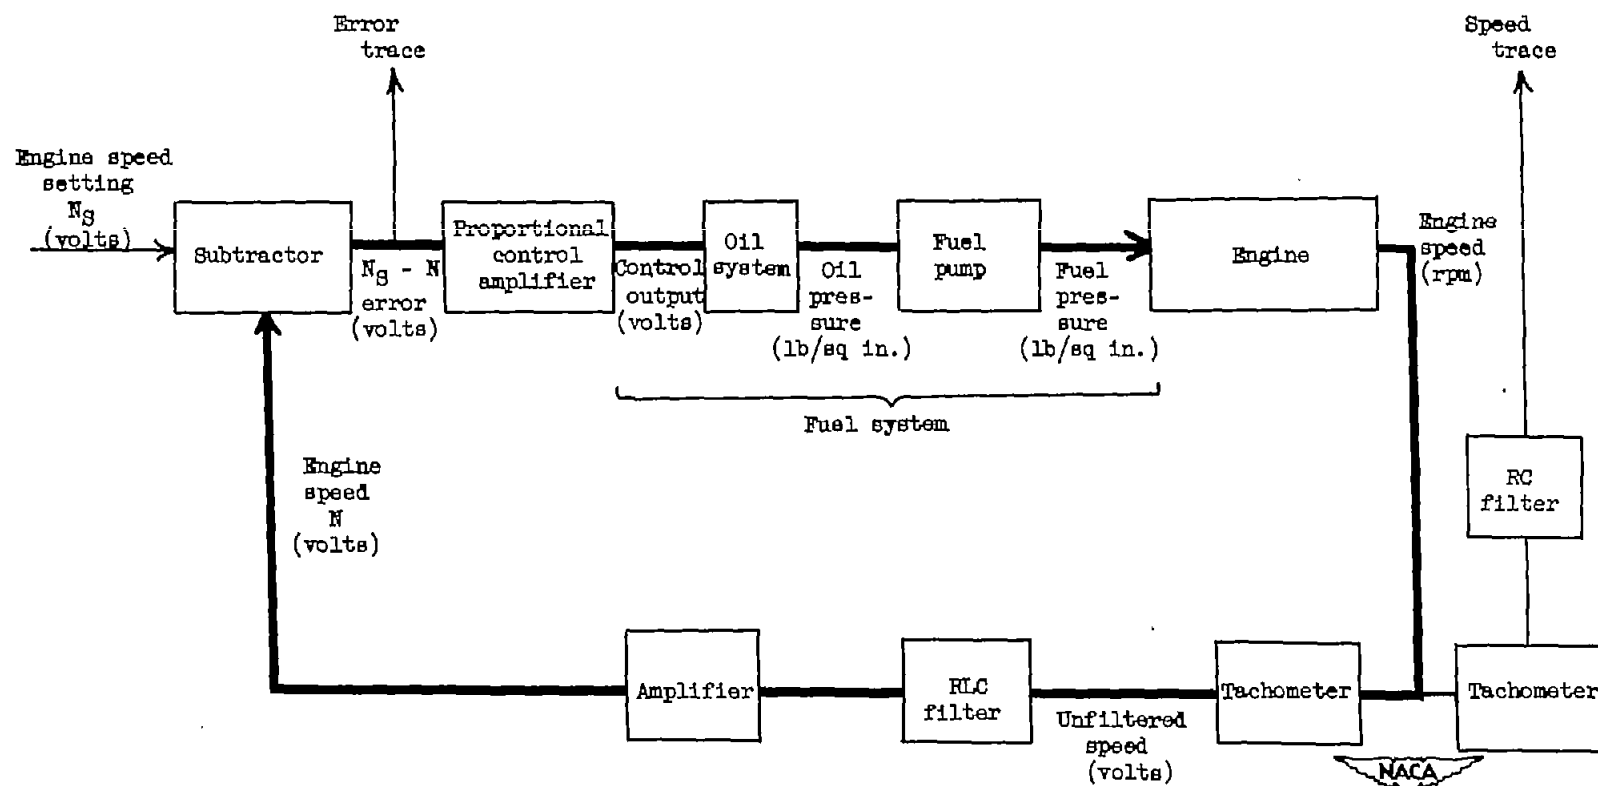 Error
trace
Speed
trace
Engine speed
setting
N_S
(volts)
Subtractor
N_S - N
error
(volts)
Proportional
control
amplifier
Control
output
(volts)
Oil
system
Oil
pres-
sure
(lb/sq in.)
Fuel
pump
Fuel
pres-
sure
(lb/sq in.)
Engine
Engine
speed
(rpm)
Fuel system
Engine
speed
N
(volts)
RC
filter
Amplifier
RLC
filter
Unfiltered
speed
(volts)
Tachometer
Tachometer
NACA